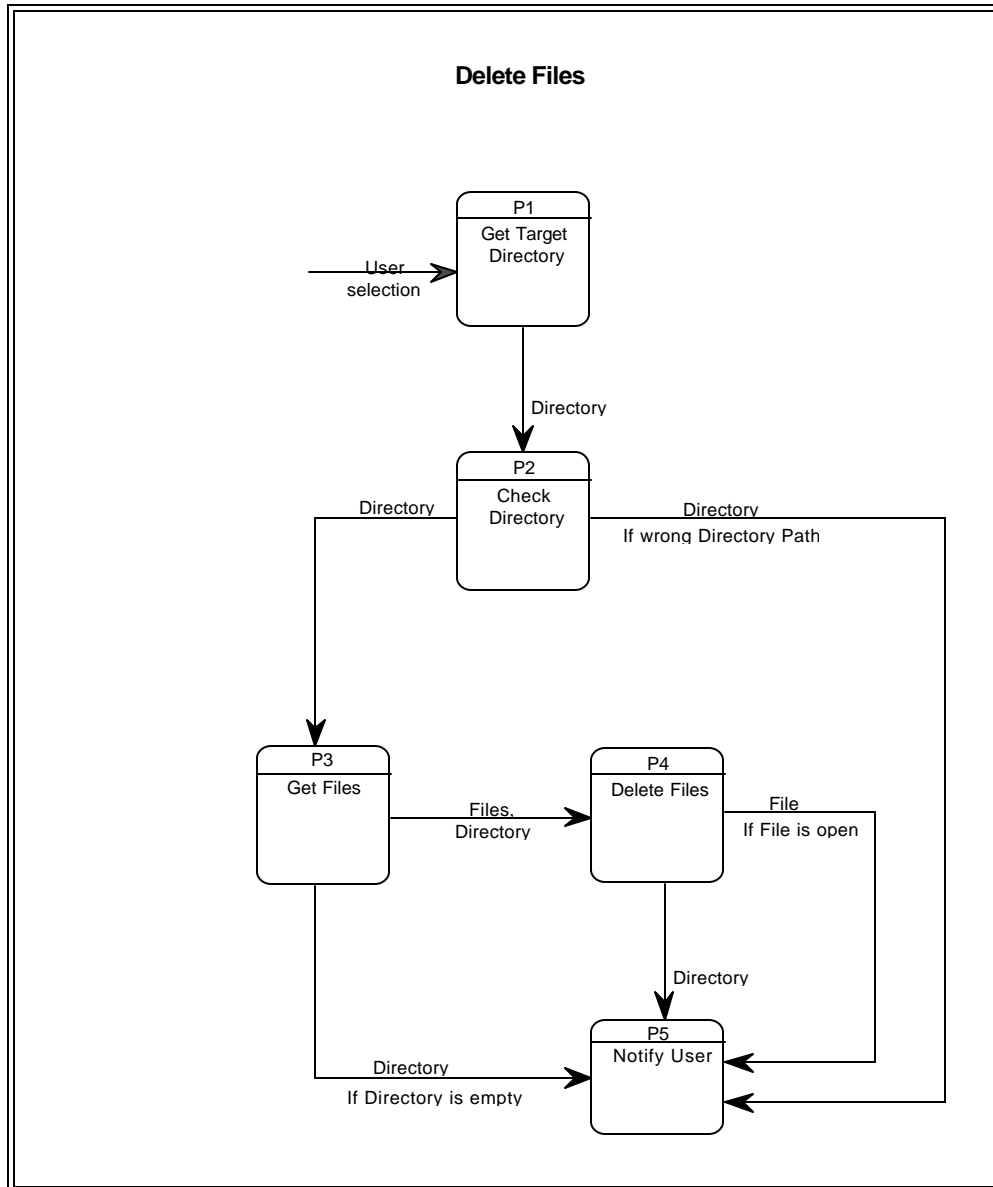 Delete Files
P1
Get Target
Directory
User
selection
Directory
P2
Check
Directory
Directory
Directory
If wrong Directory Path
P3
Get Files
P4
Delete Files
Files,
Directory
File
If File is open
Directory
P5
Notify User
Directory
If Directory is empty